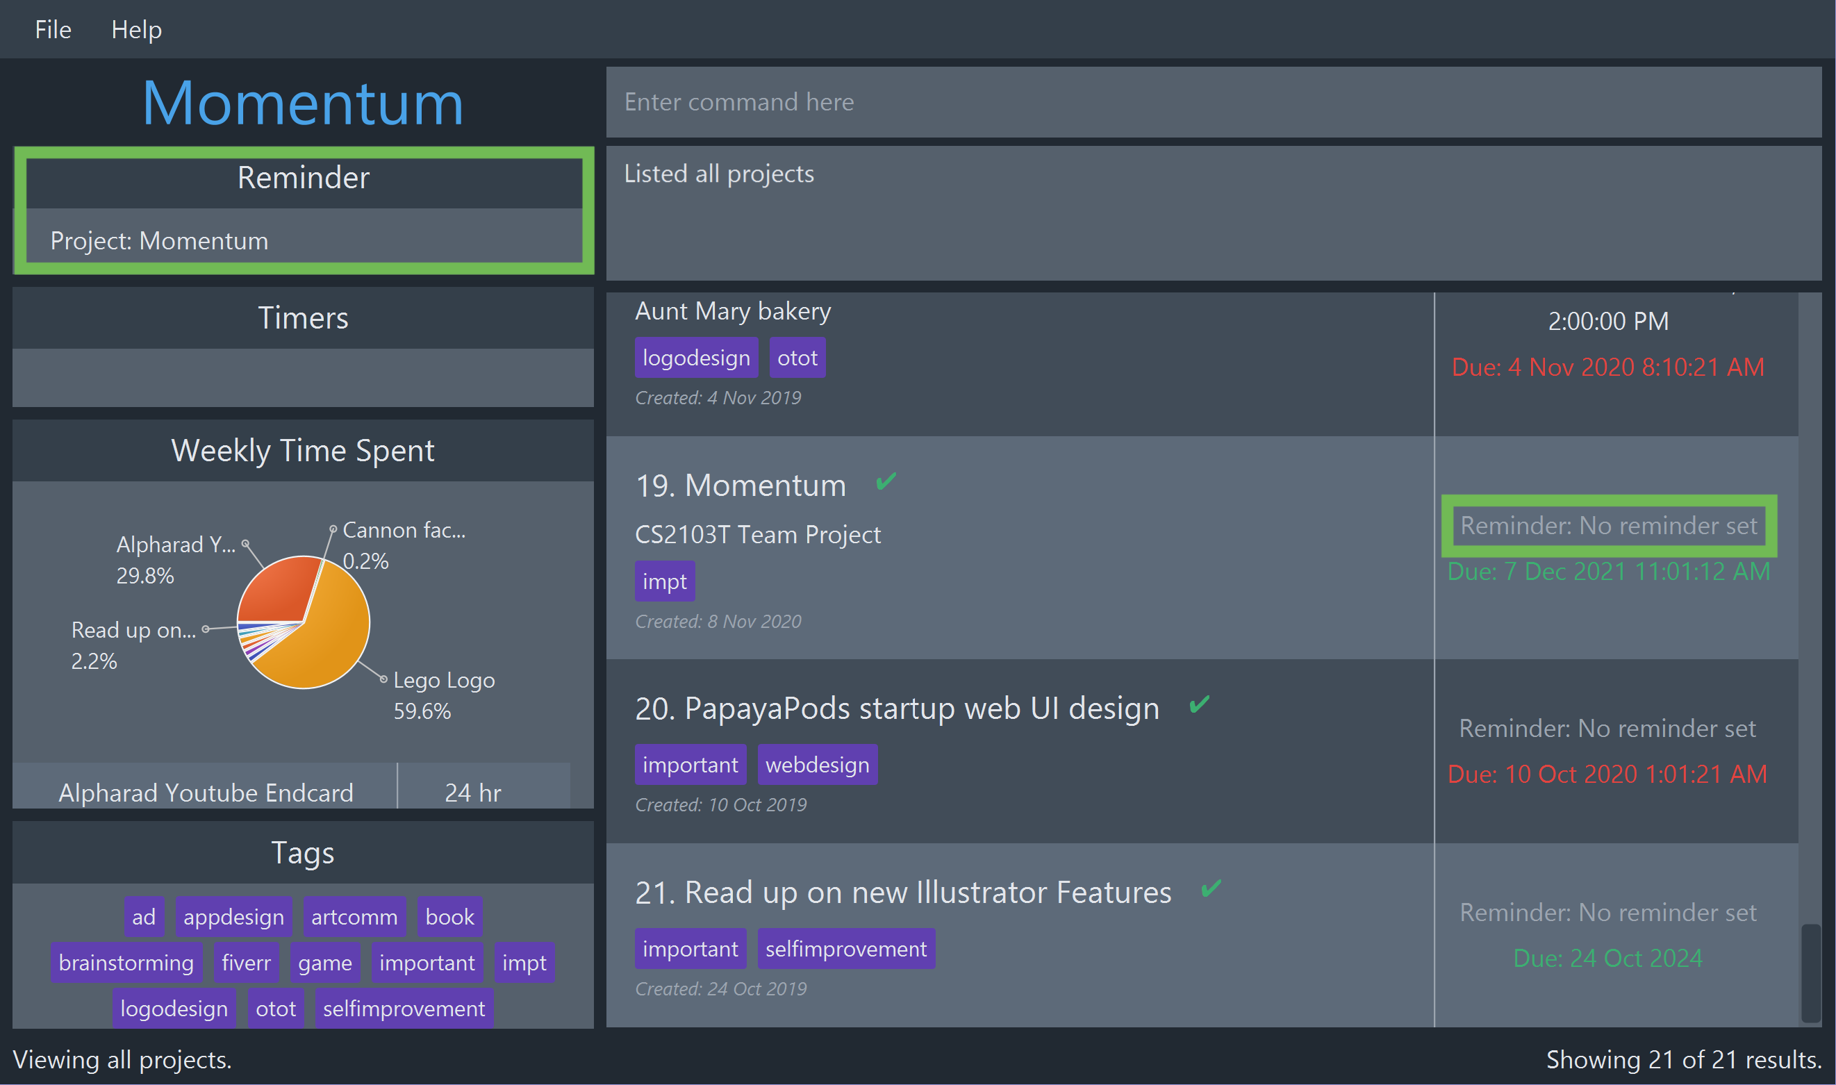 File Help
Momentum
Enter command here
Reminder
Project: Momentum
Listed all projects
Timers
Weekly Time Spent
Alpharad Y...
29.8%
Cannon fac...
0.2%
Read up on...
2.2%
Lego Logo
59.6%
Alpharad Youtube Endcard 24 hr
Tags
ad appdesign artcomm book
brainstorming fiverr game important impt
logodesign otot selfimprovement
Aunt Mary bakery
logodesign otot
Created: 4 Nov 2019
2:00:00 PM
Due: 4 Nov 2020 8:10:21 AM
19. Momentum ✔
CS2103T Team Project
impt
Created: 8 Nov 2020
Reminder: No reminder set
Due: 7 Dec 2021 11:01:12 AM
20. PapayaPods startup web UI design ✔
important webdesign
Created: 10 Oct 2019
Reminder: No reminder set
Due: 10 Oct 2020 1:01:21 AM
21. Read up on new Illustrator Features ✔
important selfimprovement
Created: 24 Oct 2019
Reminder: No reminder set
Due: 24 Oct 2024
Viewing all projects.
Showing 21 of 21 results.